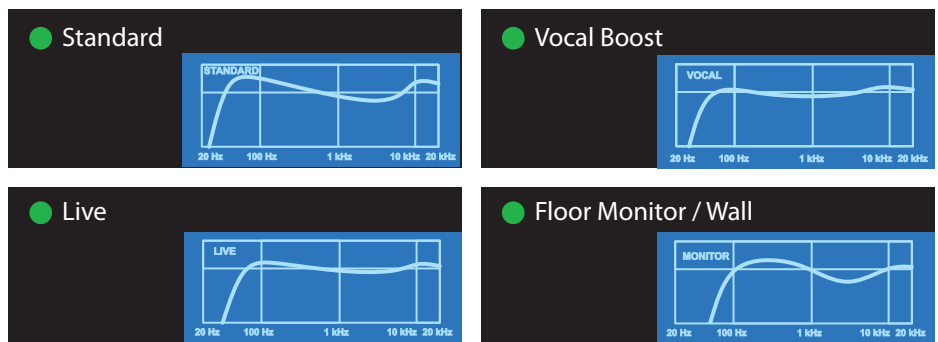 Standard
STANDARD
20 Hz 100 Hz 1 kHz 10 kHz 20 kHz
Vocal Boost
VOCAL
20 Hz 100 Hz 1 kHz 10 kHz 20 kHz
Live
LIVE
20 Hz 100 Hz 1 kHz 10 kHz 20 kHz
Floor Monitor / Wall
MONITOR
20 Hz 100 Hz 1 kHz 10 kHz 20 kHz